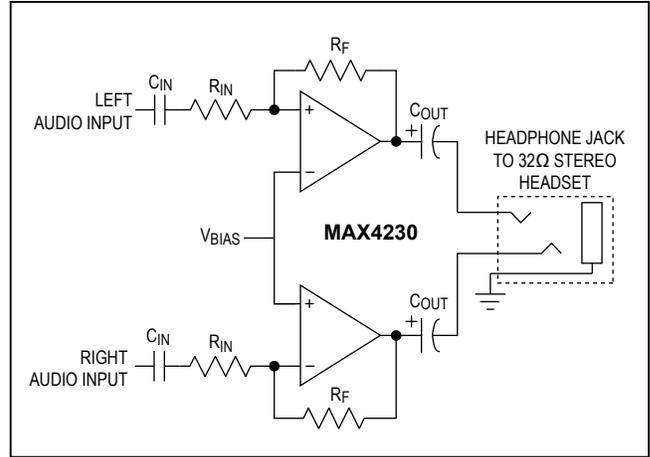 RF
CIN
RIN
LEFT
AUDIO INPUT
+
−
COUT
+
HEADPHONE JACK
TO 32Ω STEREO
HEADSET
VBIAS
MAX4230
COUT
+
+
−
CIN
RIN
RIGHT
AUDIO INPUT
RF